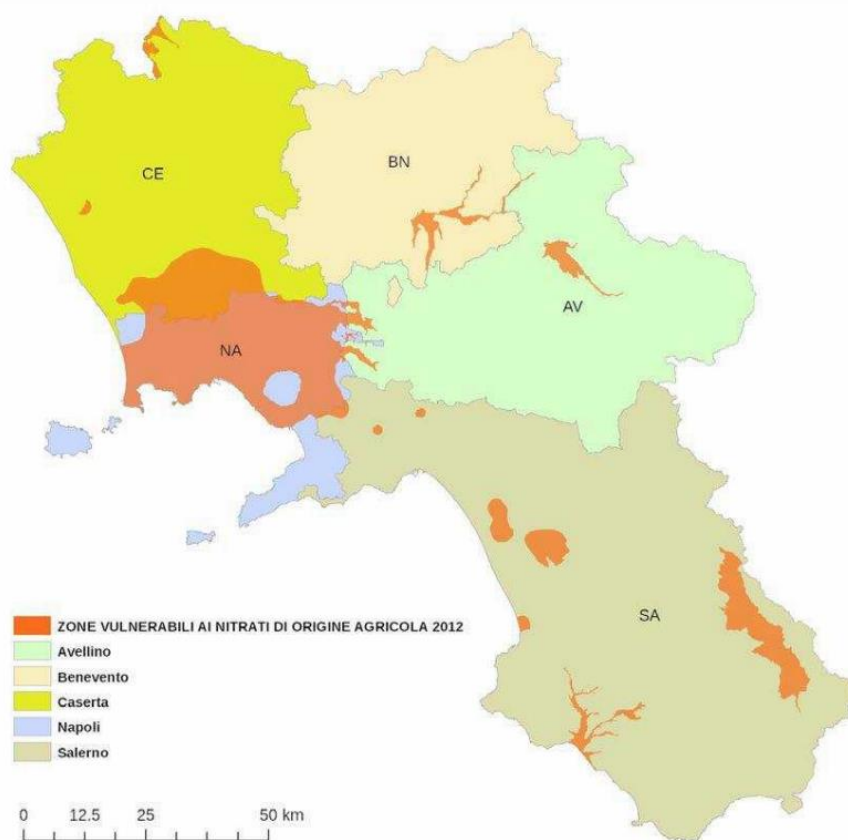 CE
BN
AV
NA
SA
ZONE VULNERABILI AI NITRATI DI ORIGINE AGRICOLA 2012
Avellino
Benevento
Caserta
Napoli
Salerno
0 12.5 25 50 km